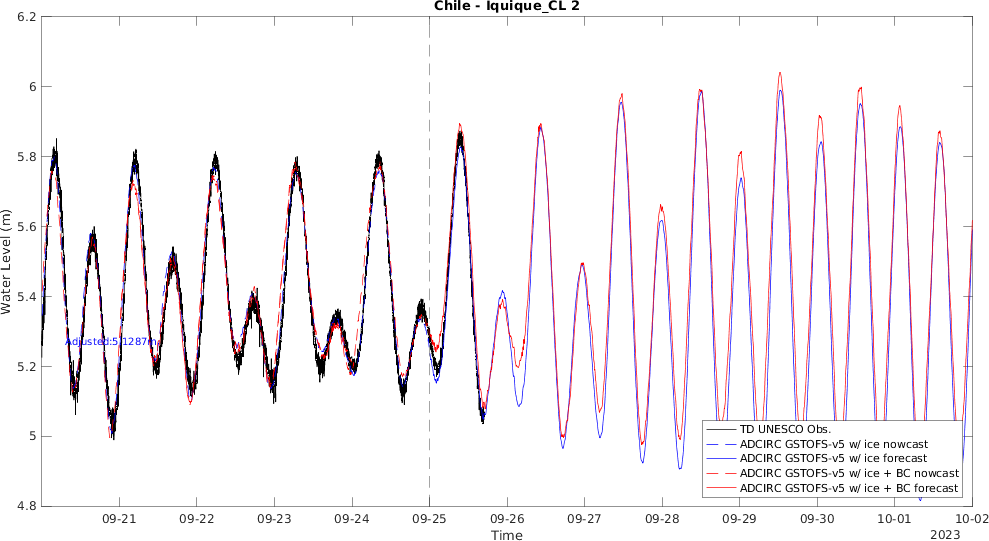 Chile - Iquique_CL 2
Water Level (m)
6.2
6
5.8
5.6
5.4
5.2
5
4.8
Adjusted:5.1287m
TD UNESCO Obs.
ADCIRC GSTOFS-v5 w/ ice nowcast
ADCIRC GSTOFS-v5 w/ ice forecast
ADCIRC GSTOFS-v5 w/ ice + BC nowcast
ADCIRC GSTOFS-v5 w/ ice + BC forecast
09-21 09-22 09-23 09-24 09-25 09-26 09-27 09-28 09-29 09-30 10-01 10-02
Time
2023